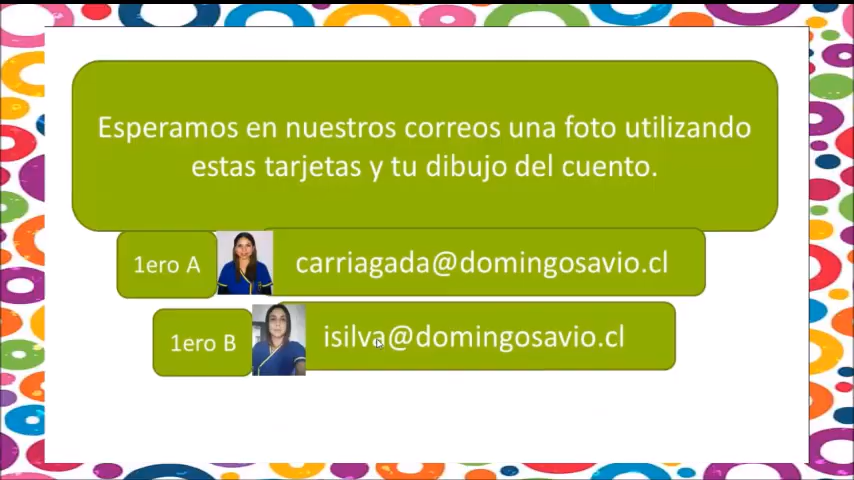 Esperamos en nuestros correos una foto utilizando
estas tarjetas y tu dibujo del cuento.
1ero A
carriagada@domingosavio.cl
1ero B
isilva@domingosavio.cl